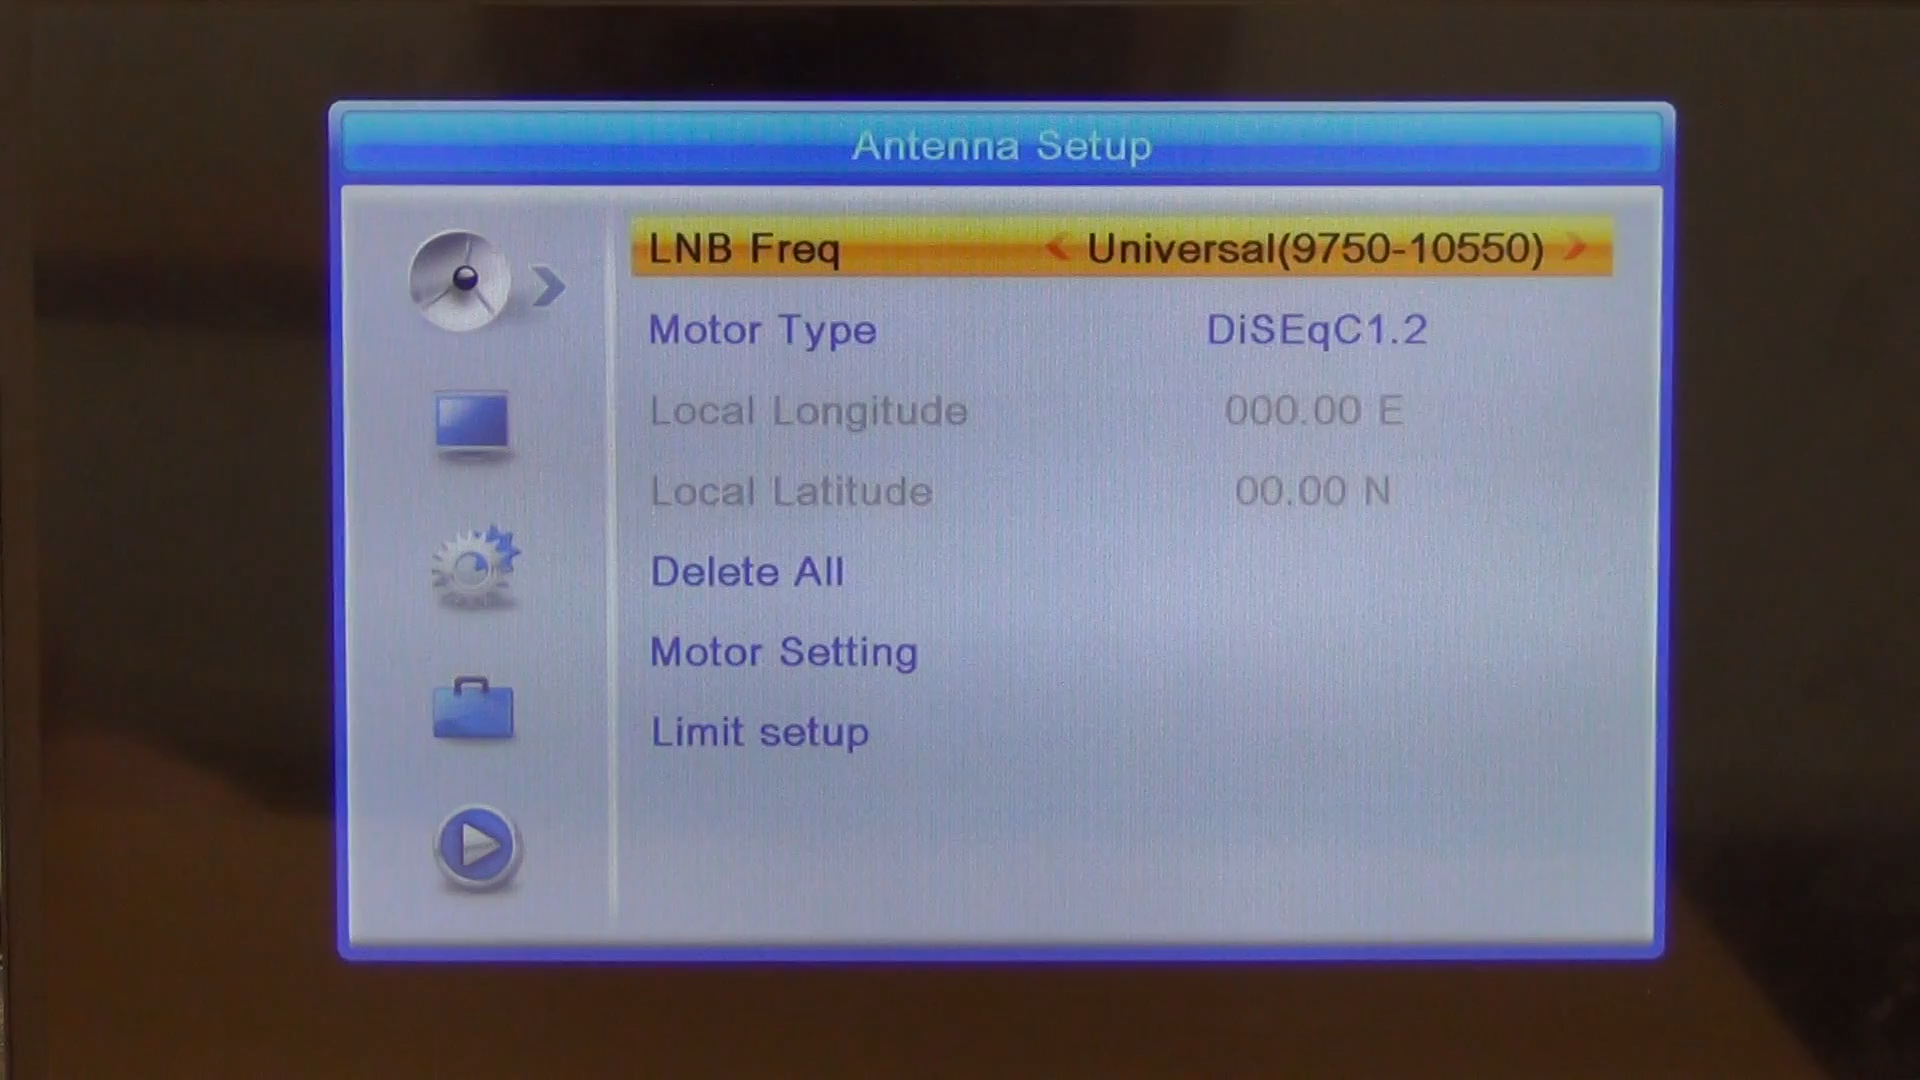 Antenna Setup
LNB Freq < Universal(9750-10550) >
Motor Type DiSEqC1.2
Local Longitude 000.00 E
Local Latitude 00.00 N
Delete All
Motor Setting
Limit setup